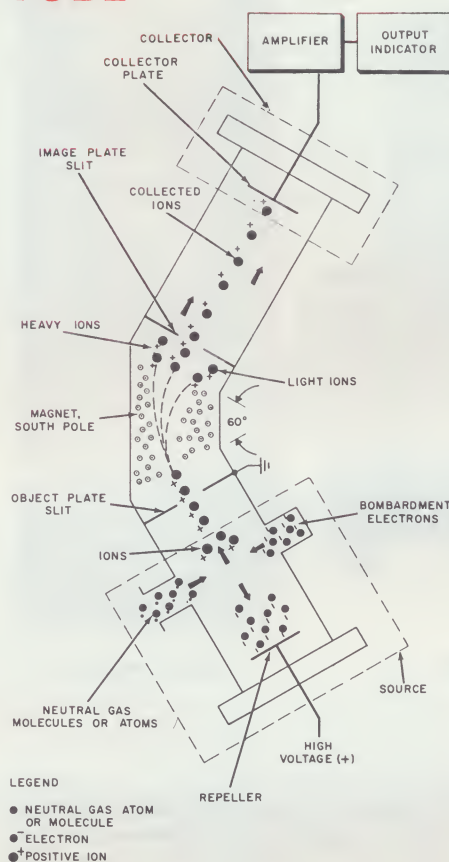 COLLECTOR
COLLECTOR
PLATE
AMPLIFIER
OUTPUT
INDICATOR
IMAGE PLATE
SLIT
COLLECTED
IONS
HEAVY IONS
LIGHT IONS
MAGNET,
SOUTH POLE
60°
OBJECT PLATE
SLIT
BOMBARDMENT
ELECTRONS
IONS
NEUTRAL GAS
MOLECULES OR ATOMS
SOURCE
HIGH
VOLTAGE (+)
REPELLER
LEGEND
NEUTRAL GAS ATOM
OR MOLECULE
- ELECTRON
+ POSITIVE ION